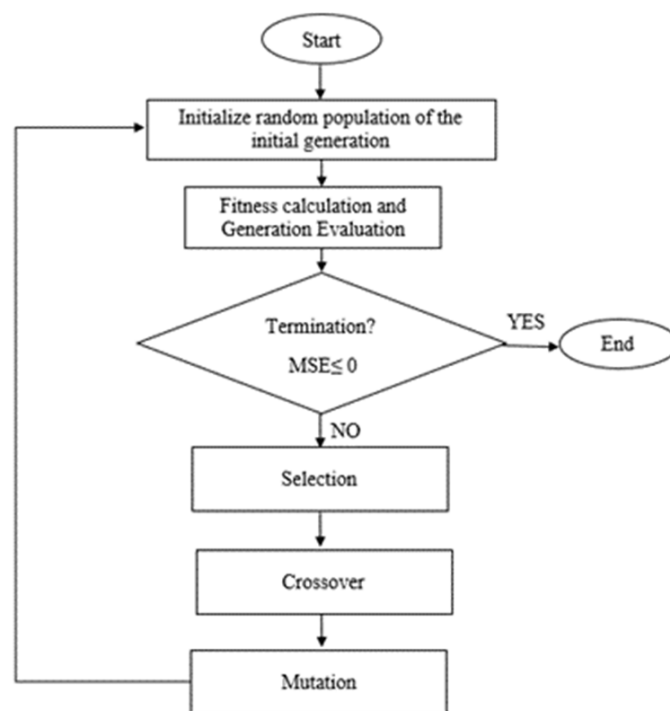 Start
Initialize random population of the
initial generation
Fitness calculation and
Generation Evaluation
Termination?
MSE≤ 0
YES
End
NO
Selection
Crossover
Mutation